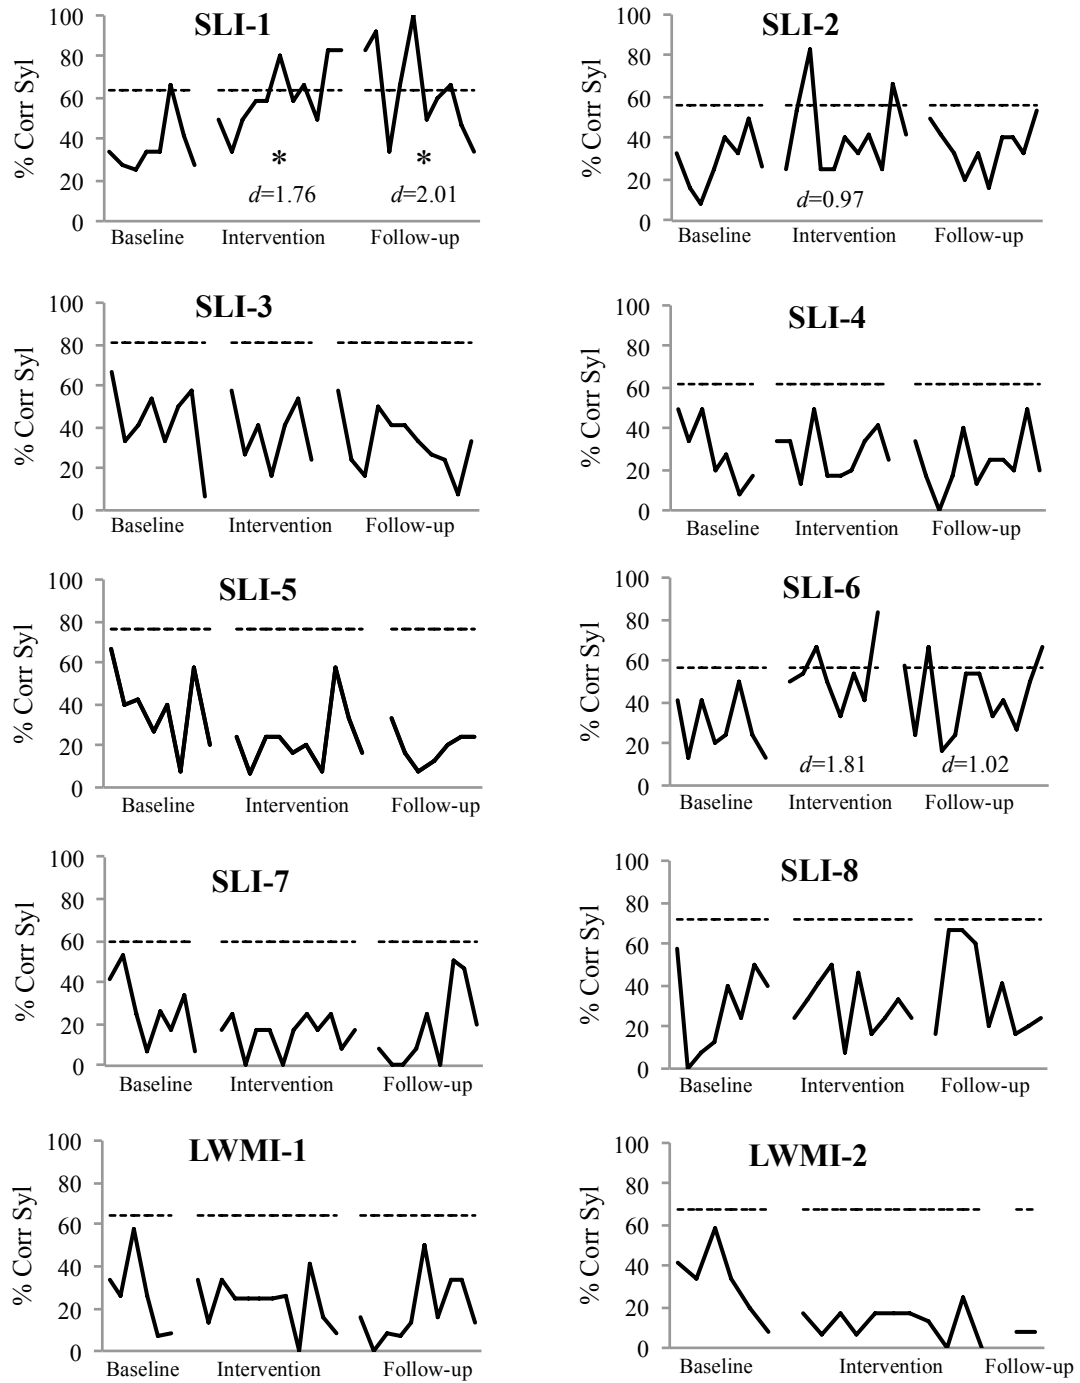 SLI-1
% Corr Syl
100
80
60
40
20
0
*
*
d=1.76
d=2.01
Baseline Intervention Follow-up
SLI-2
% Corr Syl
100
80
60
40
20
0
d=0.97
Baseline Intervention Follow-up
SLI-3
% Corr Syl
100
80
60
40
20
0
Baseline Intervention Follow-up
SLI-4
% Corr Syl
100
80
60
40
20
0
Baseline Intervention Follow-up
SLI-5
% Corr Syl
100
80
60
40
20
0
Baseline Intervention Follow-up
SLI-6
% Corr Syl
100
80
60
40
20
0
d=1.81
d=1.02
Baseline Intervention Follow-up
SLI-7
% Corr Syl
100
80
60
40
20
0
Baseline Intervention Follow-up
SLI-8
% Corr Syl
100
80
60
40
20
0
Baseline Intervention Follow-up
LWMI-1
% Corr Syl
100
80
60
40
20
0
Baseline Intervention Follow-up
LWMI-2
% Corr Syl
100
80
60
40
20
0
Baseline Intervention Follow-up